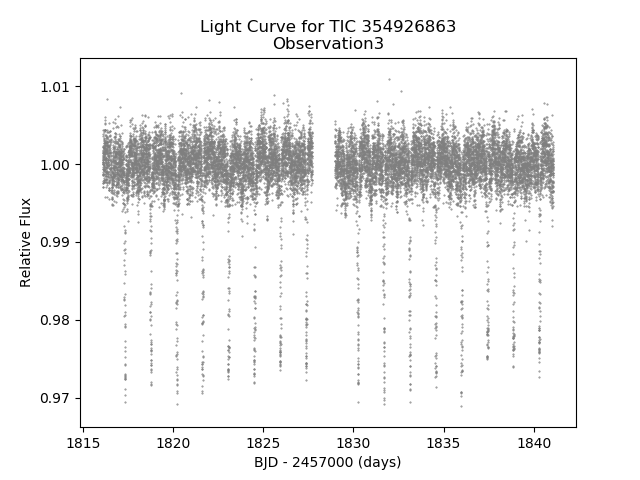 Light Curve for TIC 354926863
Observation3
1.01
1.00
0.99
0.98
0.97
Relative Flux
1815
1820
1825
1830
1835
1840
BJD - 2457000 (days)